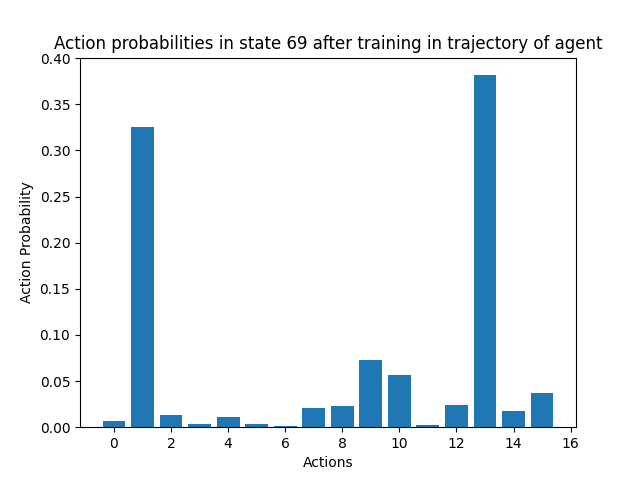 Action probabilities in state 69 after training in trajectory of agent
0.40
0.35
0.30
0.25
0.20
0.15
0.10
0.05
0.00
Action Probability
0 2 4 6 8 10 12 14 16
Actions